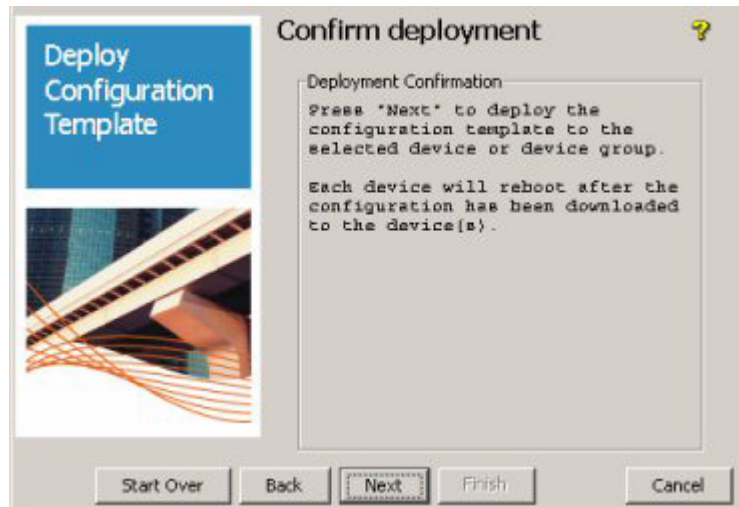 Deploy
Configuration
Template
Confirm deployment
?
Deployment Confirmation
Press "Next" to deploy the
configuration template to the
selected device or device group.
Each device will reboot after the
configuration has been downloaded
to the device(s).
Start Over
Back
Next
Finish
Cancel